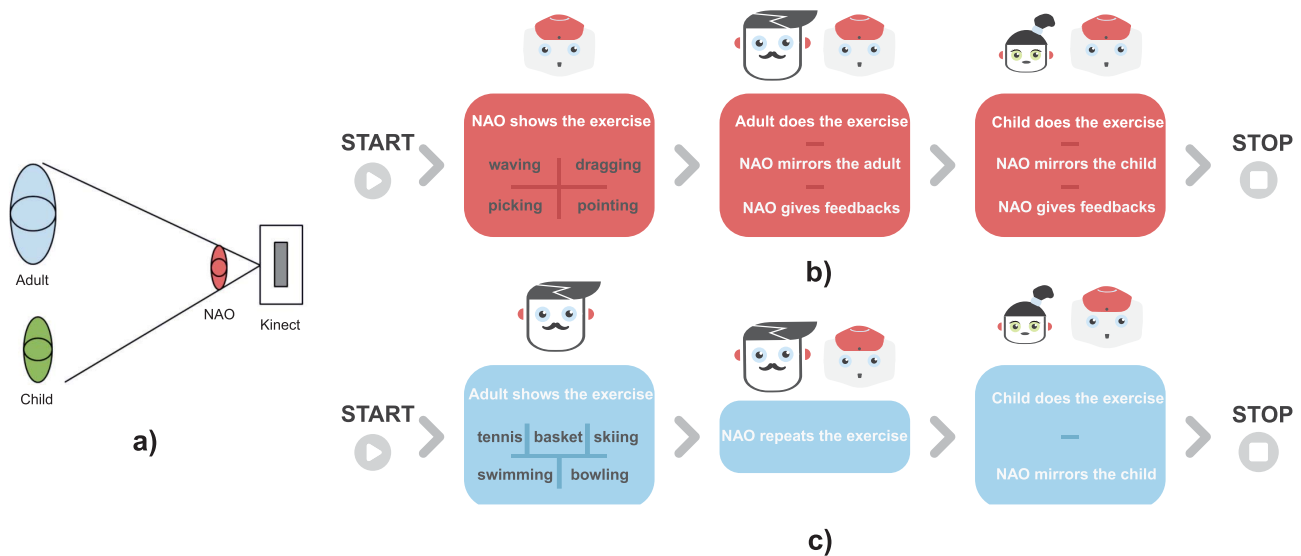 Adult
Child
NAO
Kinect
a)
START
NAO shows the exercise
waving
dragging
picking
pointing
Adult does the exercise
NAO mirrors the adult
NAO gives feedbacks
Child does the exercise
NAO mirrors the child
NAO gives feedbacks
STOP
b)
START
Adult shows the exercise
tennis
basket
skiing
swimming
bowling
NAO repeats the exercise
Child does the exercise
NAO mirrors the child
STOP
c)